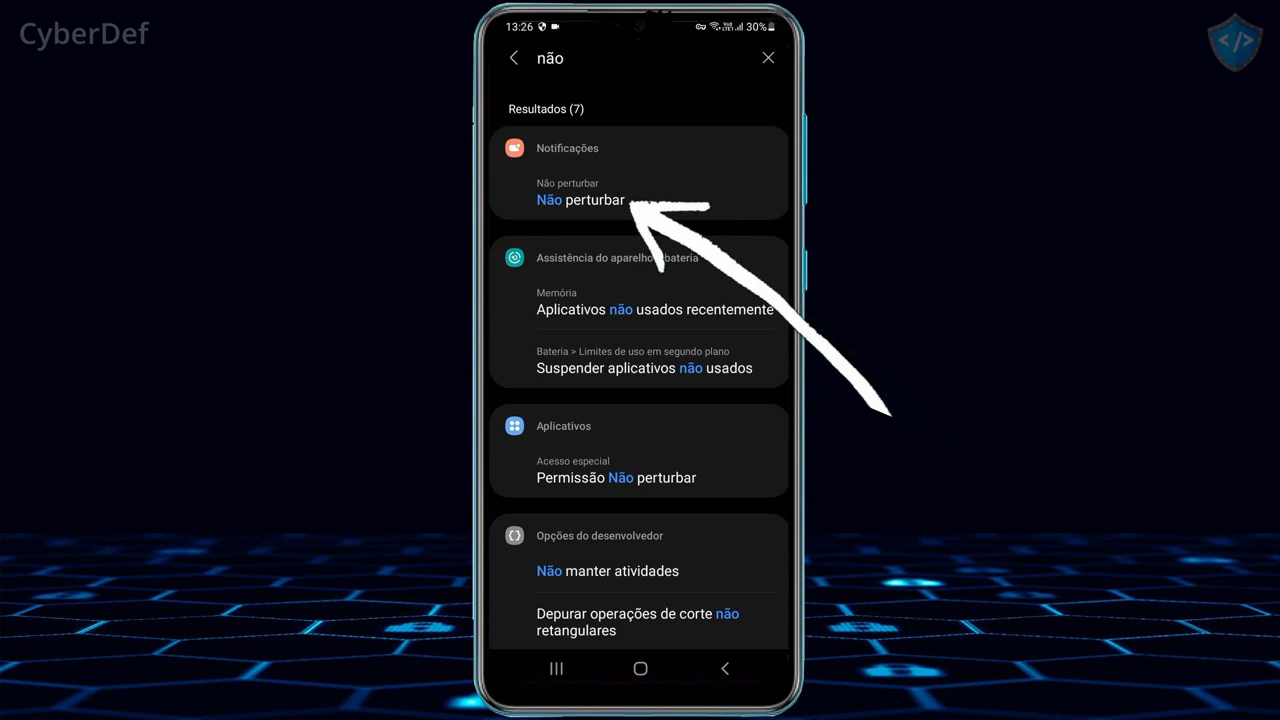 CyberDef
13:26
30%
não
Resultados (7)
Notificações
Não perturbar
Não perturbar
Assistência do aparelho bateria
Memória
Aplicativos não usados recentemente
Bateria > Limites de uso em segundo plano
Suspender aplicativos não usados
Aplicativos
Acesso especial
Permissão Não perturbar
Opções do desenvolvedor
Não manter atividades
Depurar operações de corte não
retangulares